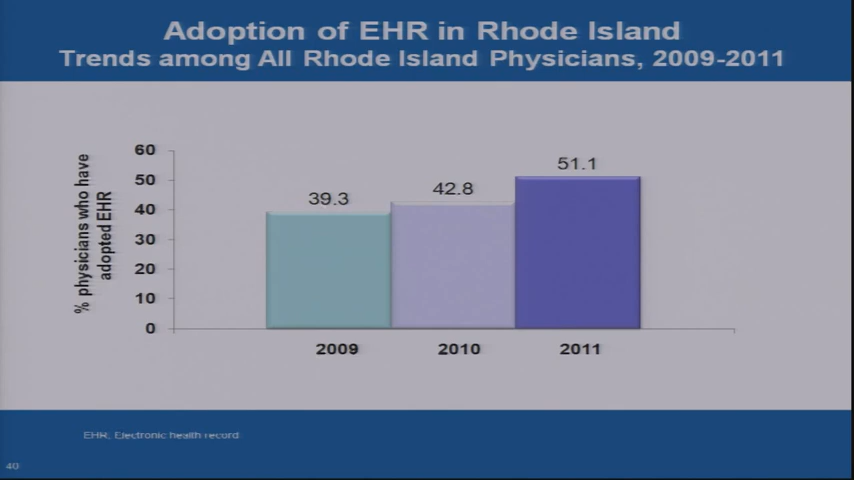 Adoption of EHR in Rhode Island
Trends among All Rhode Island Physicians, 2009-2011
% physicians who have
adopted EHR
60
50
40
30
20
10
0
39.3
42.8
51.1
2009
2010
2011
EHR, Electronic health record
40